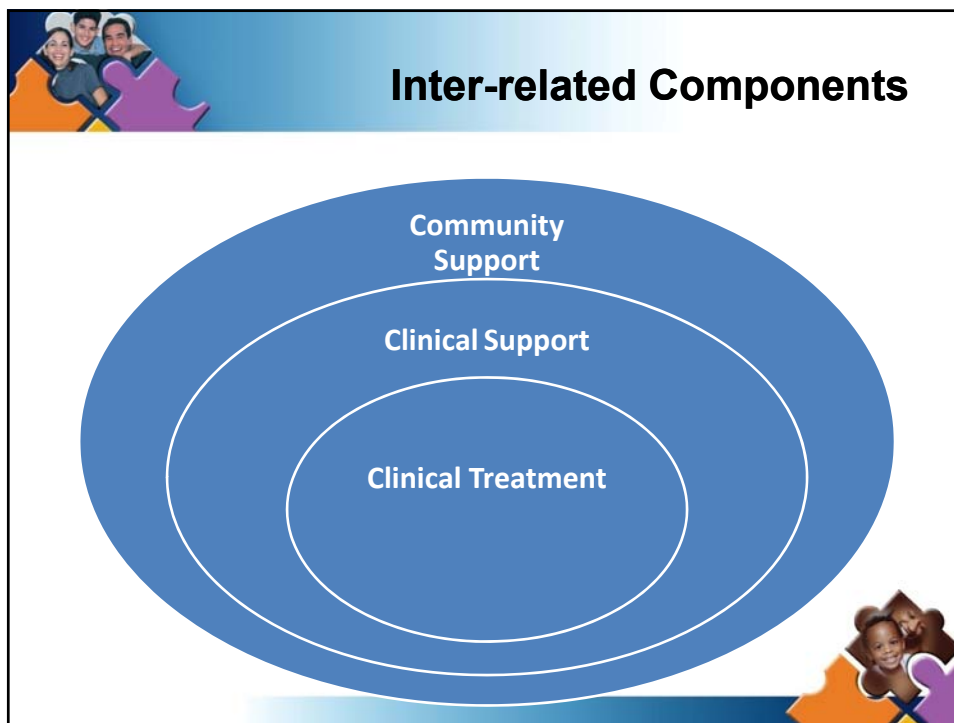 Inter-related Components
Community
Support
Clinical Support
Clinical Treatment